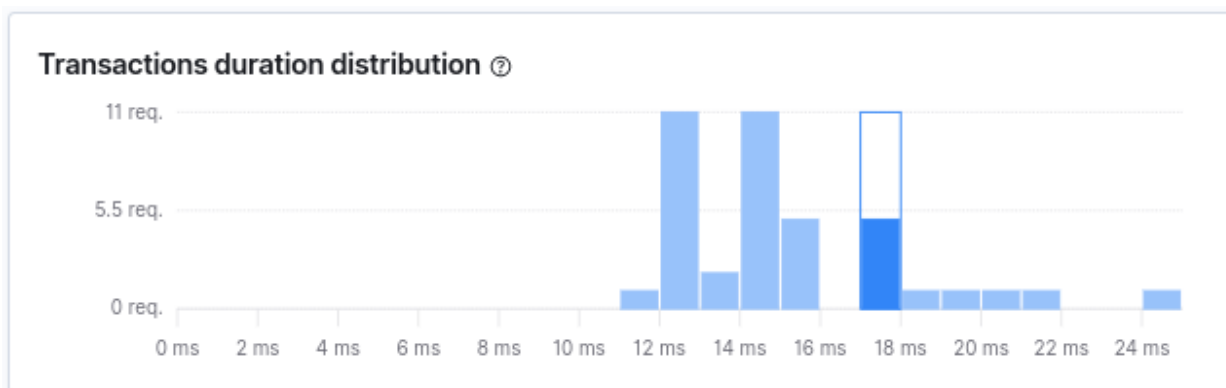 Transactions duration distribution ?
11 req.
5.5 req.
0 req.
0 ms 2 ms 4 ms 6 ms 8 ms 10 ms 12 ms 14 ms 16 ms 18 ms 20 ms 22 ms 24 ms